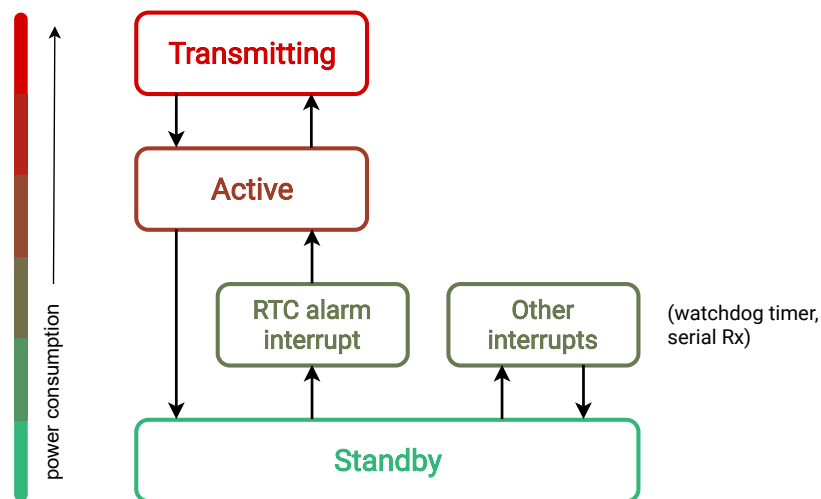 Transmitting
Active
RTC alarm
interrupt
Other
interrupts
(watchdog timer,
serial Rx)
Standby
power consumption